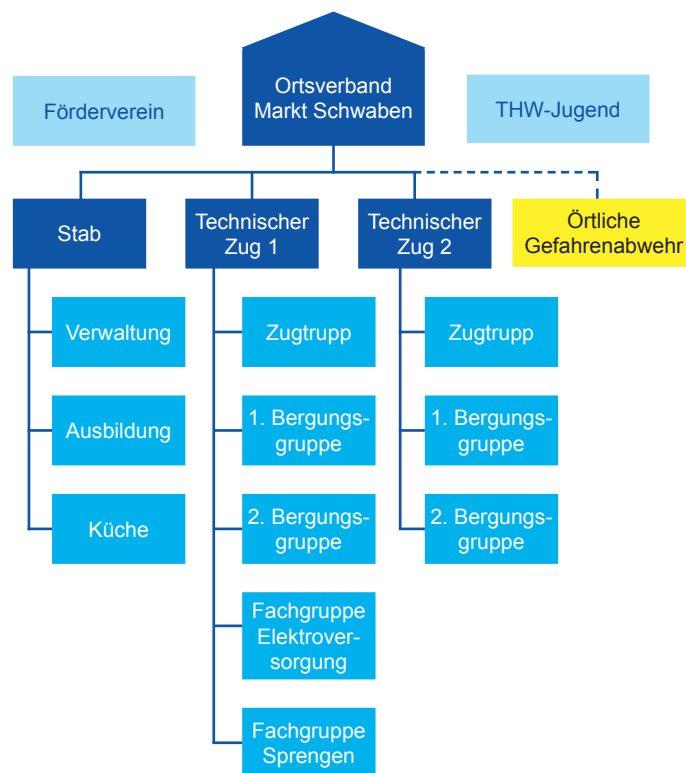 Ortsverband
Markt Schwaben
Förderverein
THW-Jugend
Stab
Technischer
Zug 1
Technischer
Zug 2
Örtliche
Gefahrenabwehr
Verwaltung
Zugtrupp
Zugtrupp
Ausbildung
1. Bergungs-
gruppe
1. Bergungs-
gruppe
Küche
2. Bergungs-
gruppe
2. Bergungs-
gruppe
Fachgruppe
Elektrover-
sorgung
Fachgruppe
Sprengen